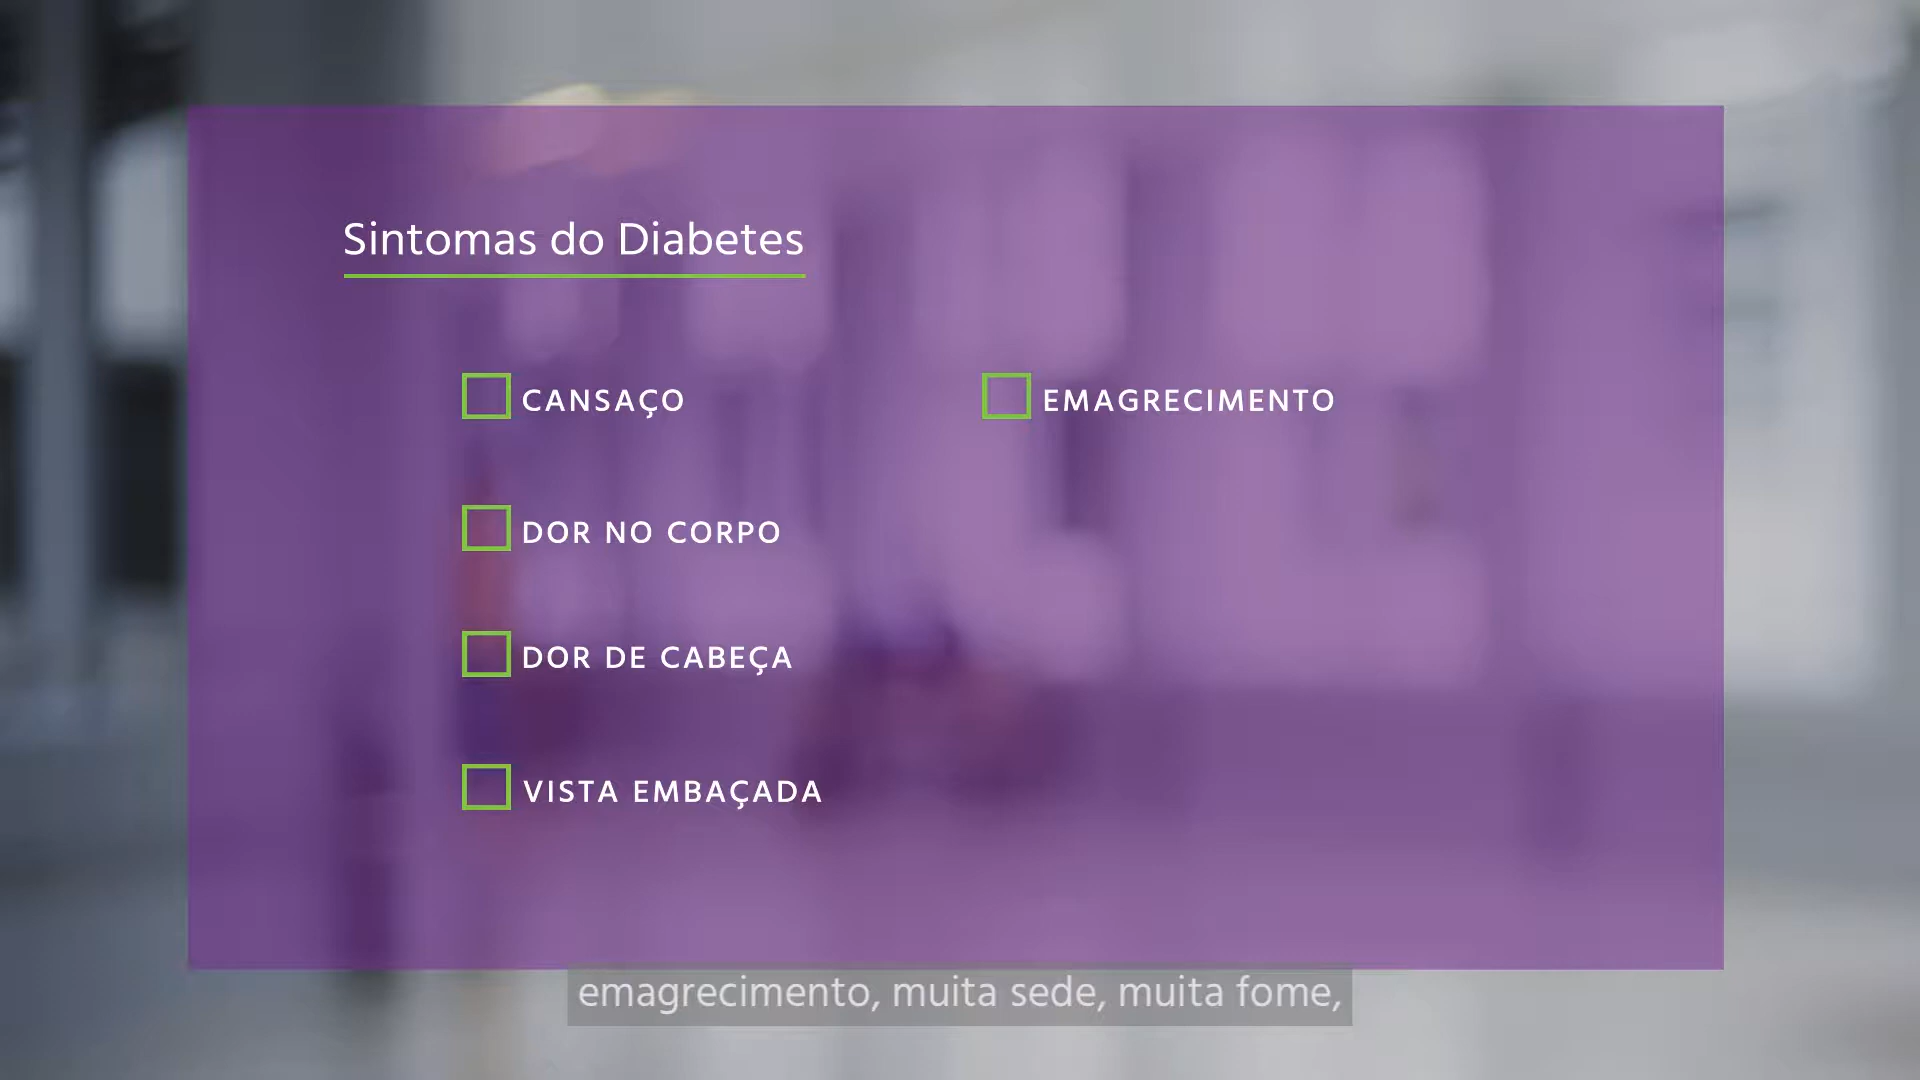 Sintomas do Diabetes
CANSAÇO
DOR NO CORPO
DOR DE CABEÇA
VISTA EMBAÇADA
EMAGRECIMENTO
emagrecimento, muita sede, muita fome,